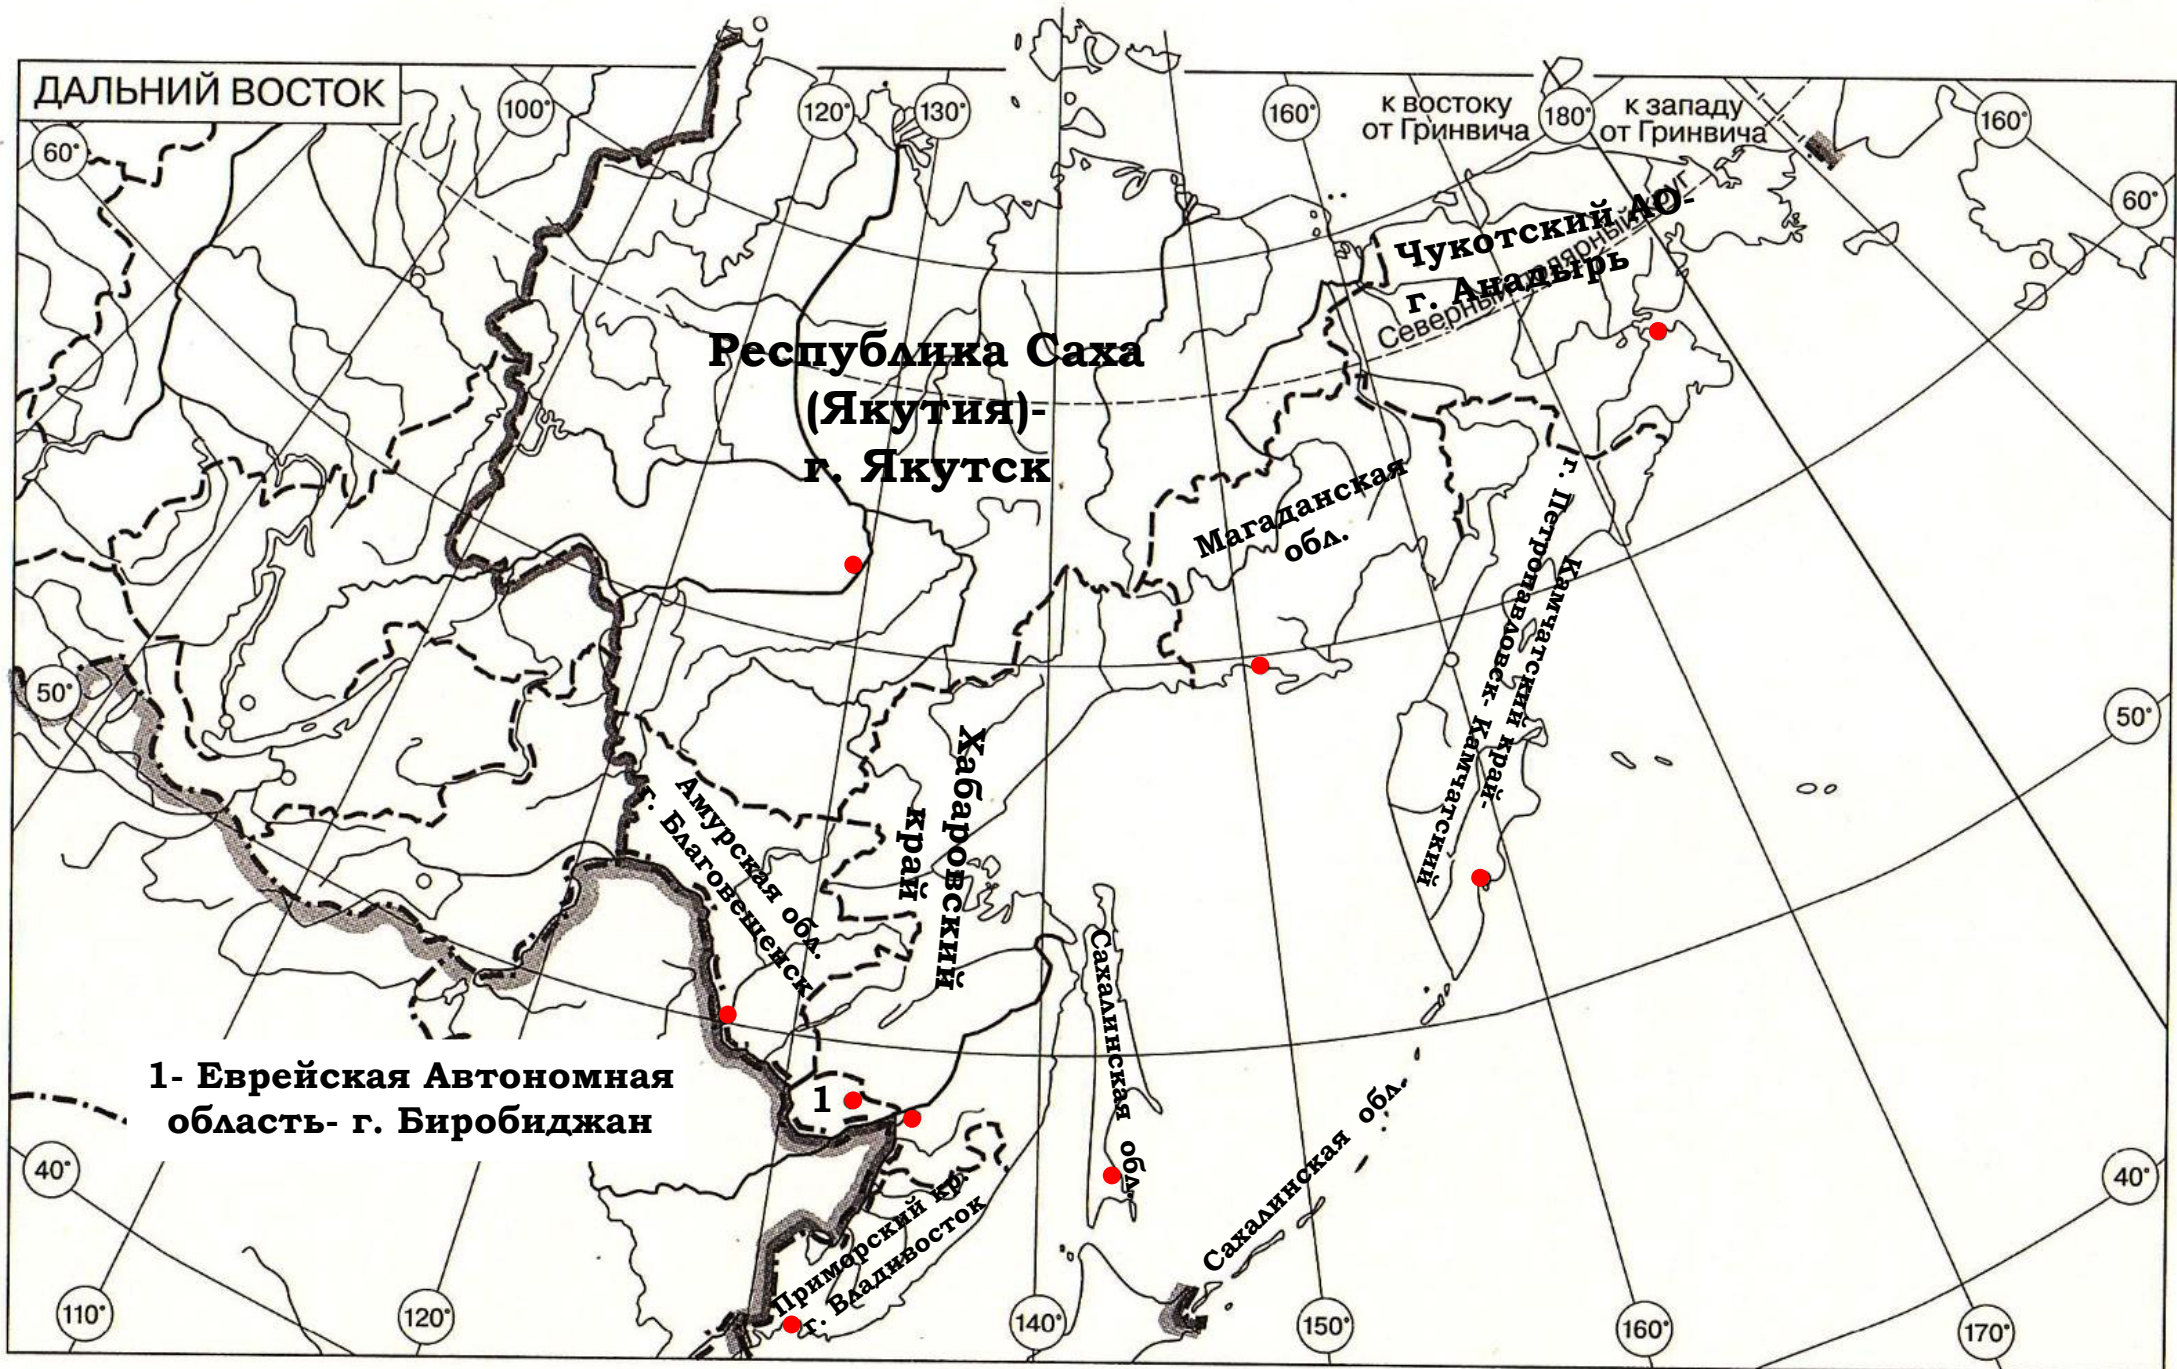 ДАЛЬНИЙ ВОСТОК
60°
100°
120°
130°
160°
к востоку
от Гринвича
180°
к западу
от Гринвича
160°
60°
Чукотский АО-
г. Анадырь
Северный полярный круг
Республика Саха
(Якутия)-
г. Якутск
Магаданская
обл.
Камчатский край-
г. Петропавловск- Камчатский
50°
50°
Хабаровский
край
Амурская обл.
г. Благовещенск
Сахалинская обл.
1- Еврейская Автономная
область- г. Биробиджан
1
Сахалинская обл.
Приморский кр.
г. Владивосток
40°
40°
110°
120°
140°
150°
160°
170°